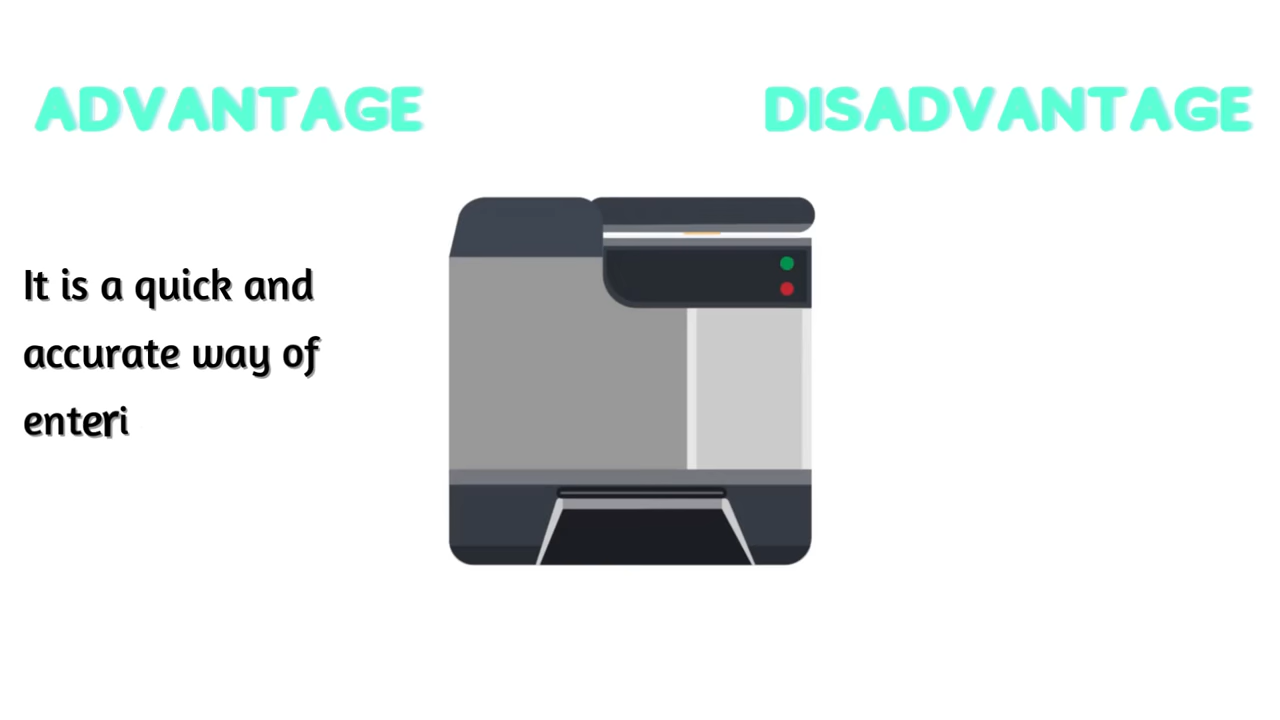 ADVANTAGE
DISADVANTAGE
It is a quick and
accurate way of
enteri